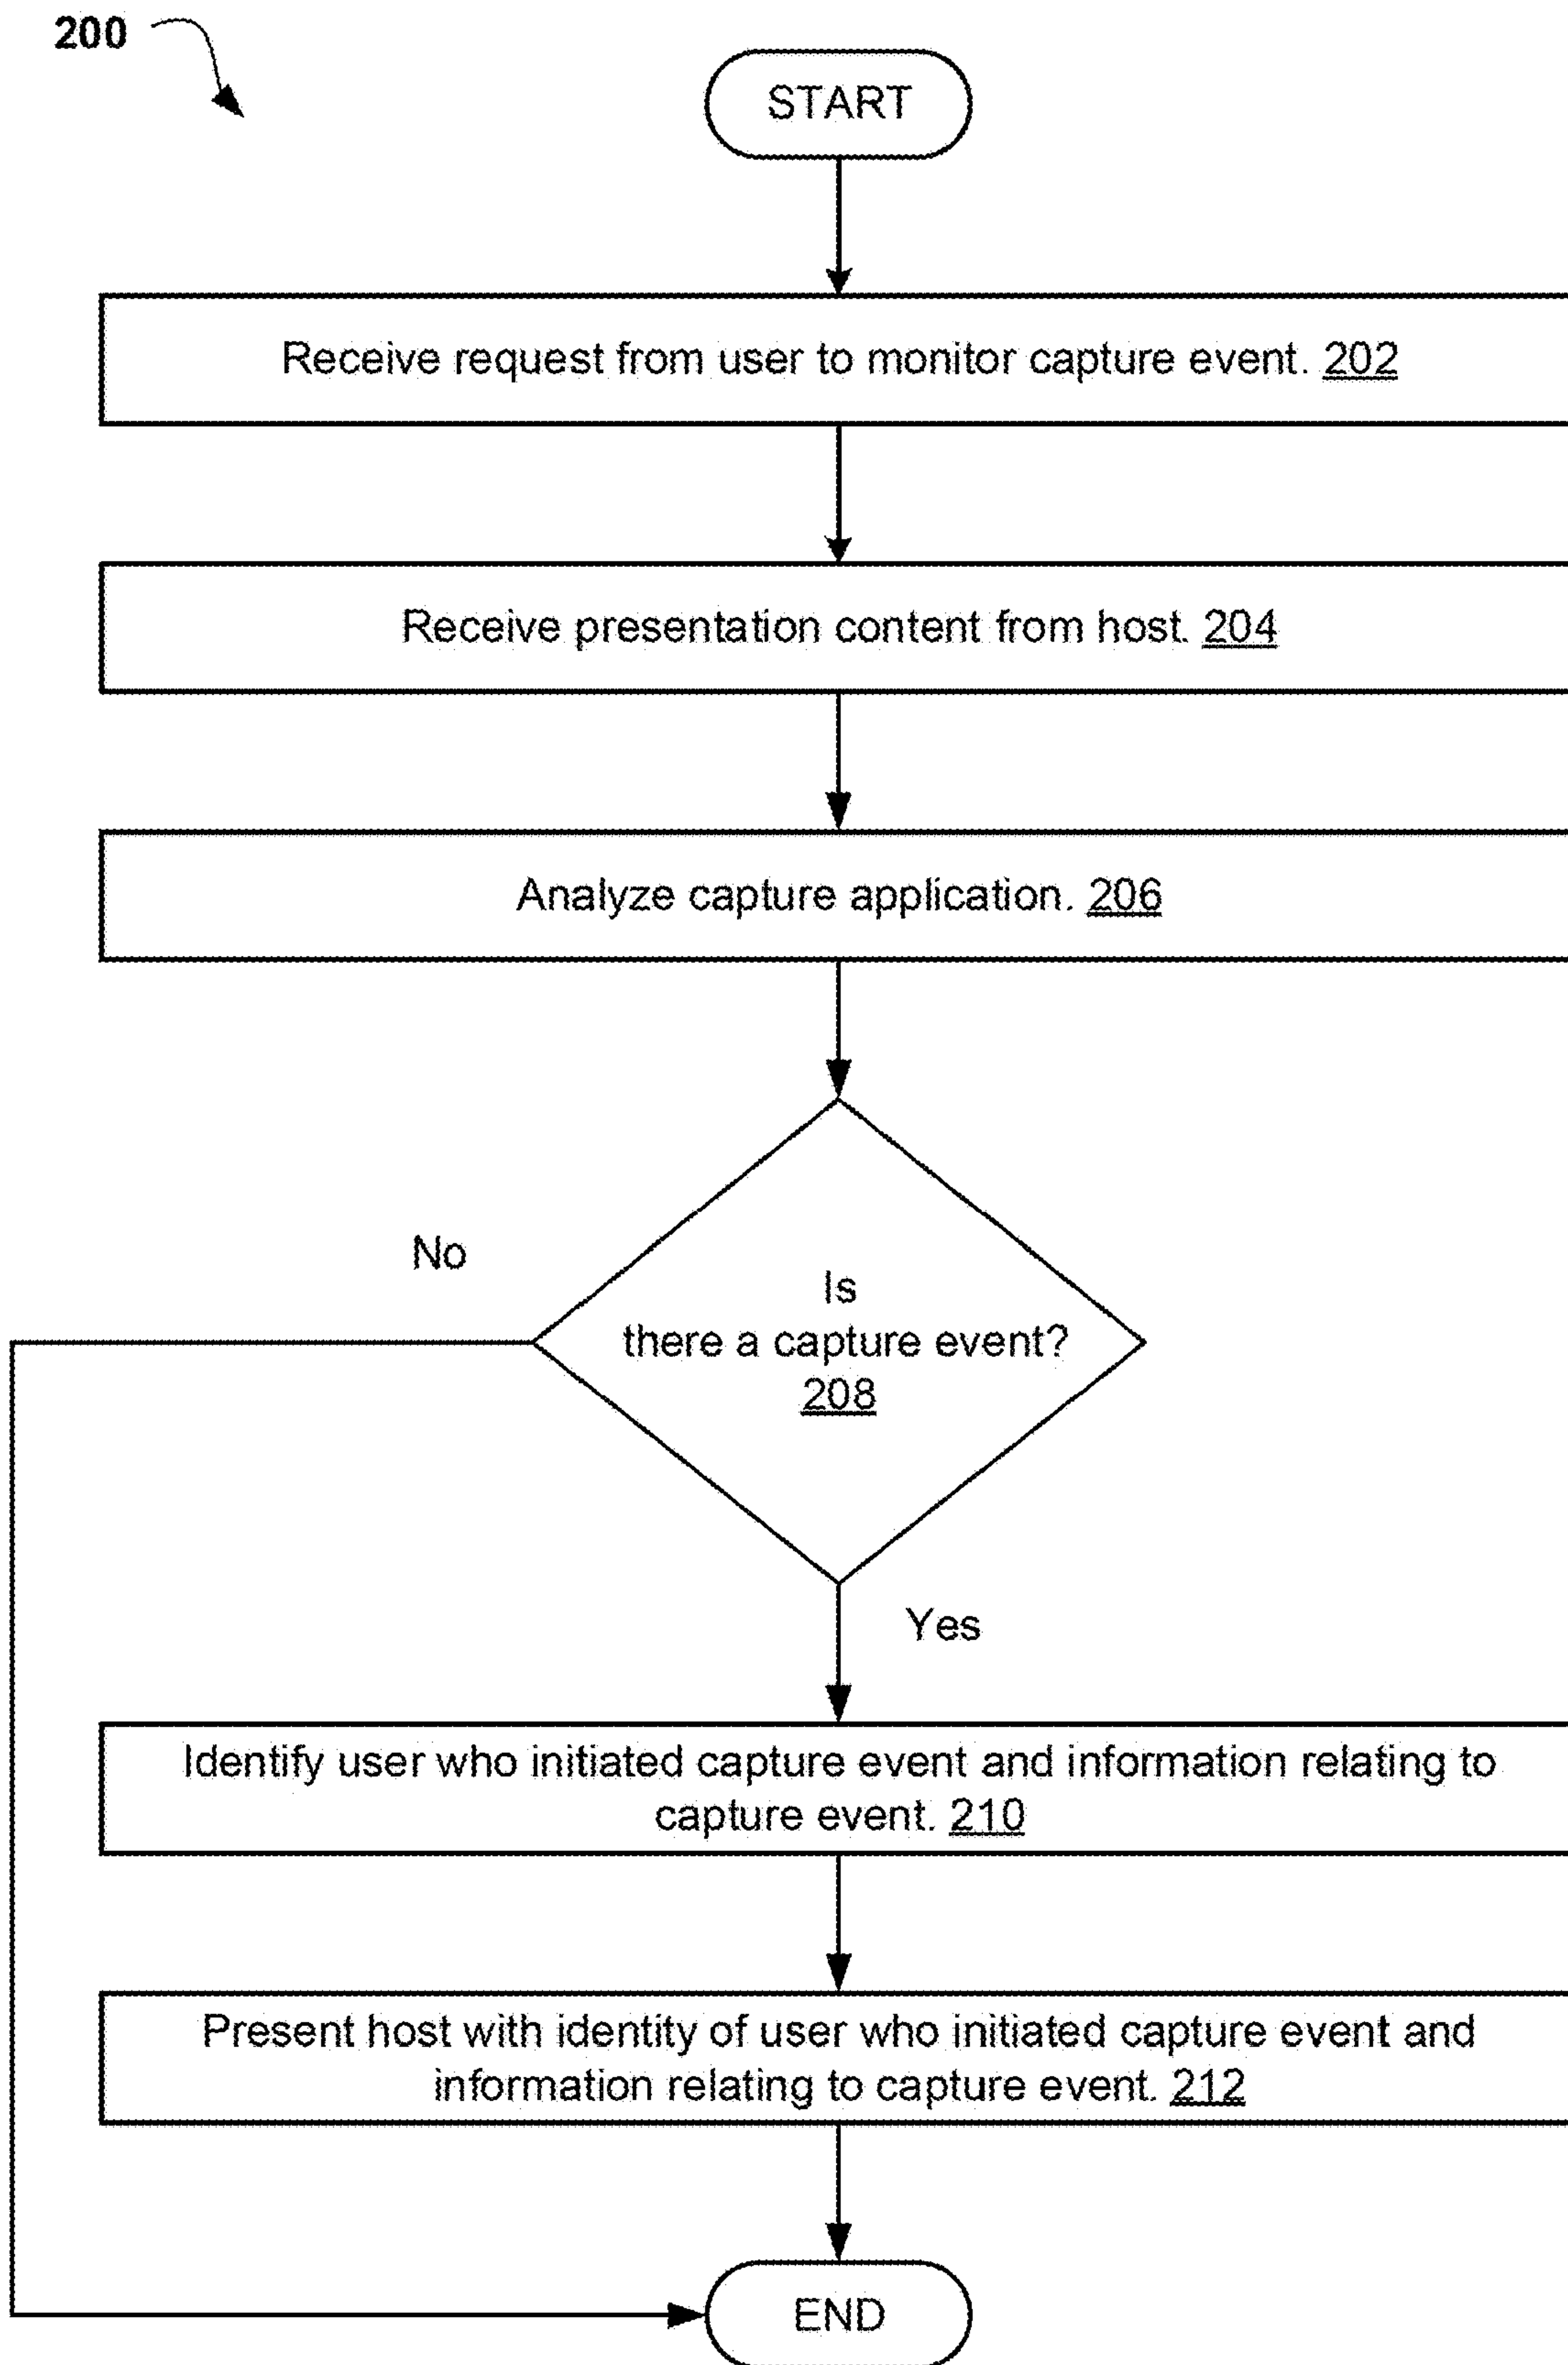 200
START
Receive request from user to monitor capture event. 202
Receive presentation content from host. 204
Analyze capture application. 206
No
Is
there a capture event?
208
Yes
Identify user who initiated capture event and information relating to
capture event. 210
Present host with identity of user who initiated capture event and
information relating to capture event. 212
END